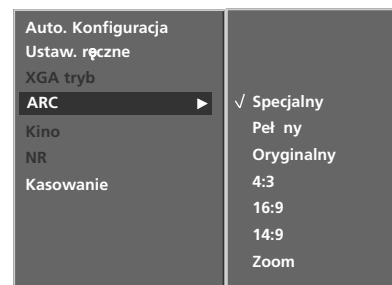 Auto. Konfiguracja
Ustaw. ręczne
XGA tryb
ARC ▶
Kino
NR
Kasowanie
√ Specjalny
Peł ny
Oryginalny
4:3
16:9
14:9
Zoom